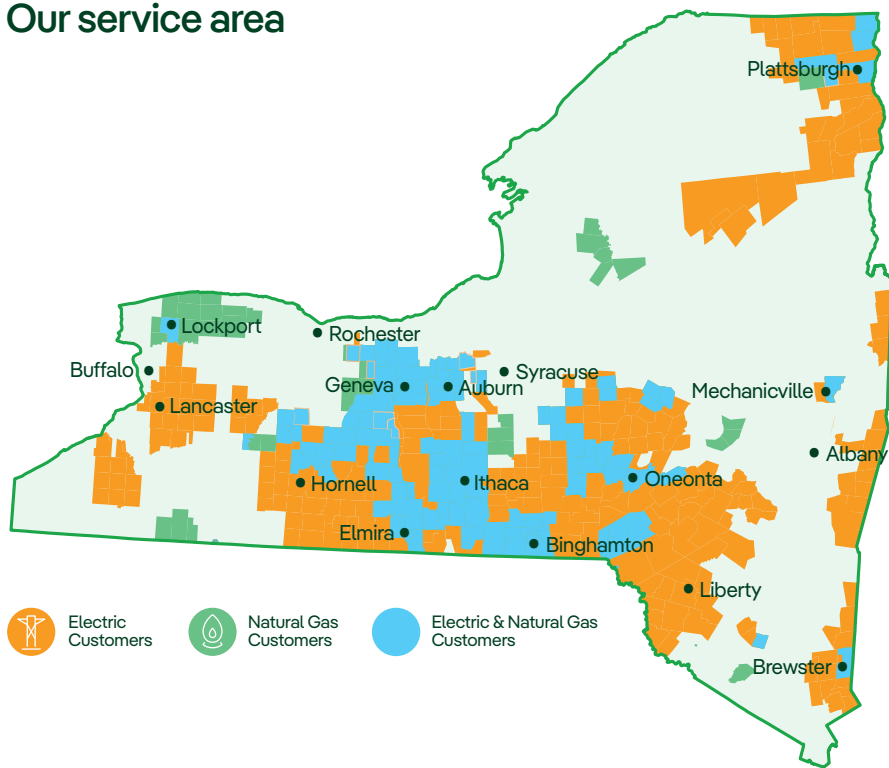 Our service area
Plattsburgh
Lockport
Rochester
Buffalo
Syracuse
Geneva
Auburn
Mechanicville
Lancaster
Albany
Hornell
Ithaca
Oneonta
Elmira
Binghamton
Liberty
Brewster
Electric
Customers
Natural Gas
Customers
Electric & Natural Gas
Customers